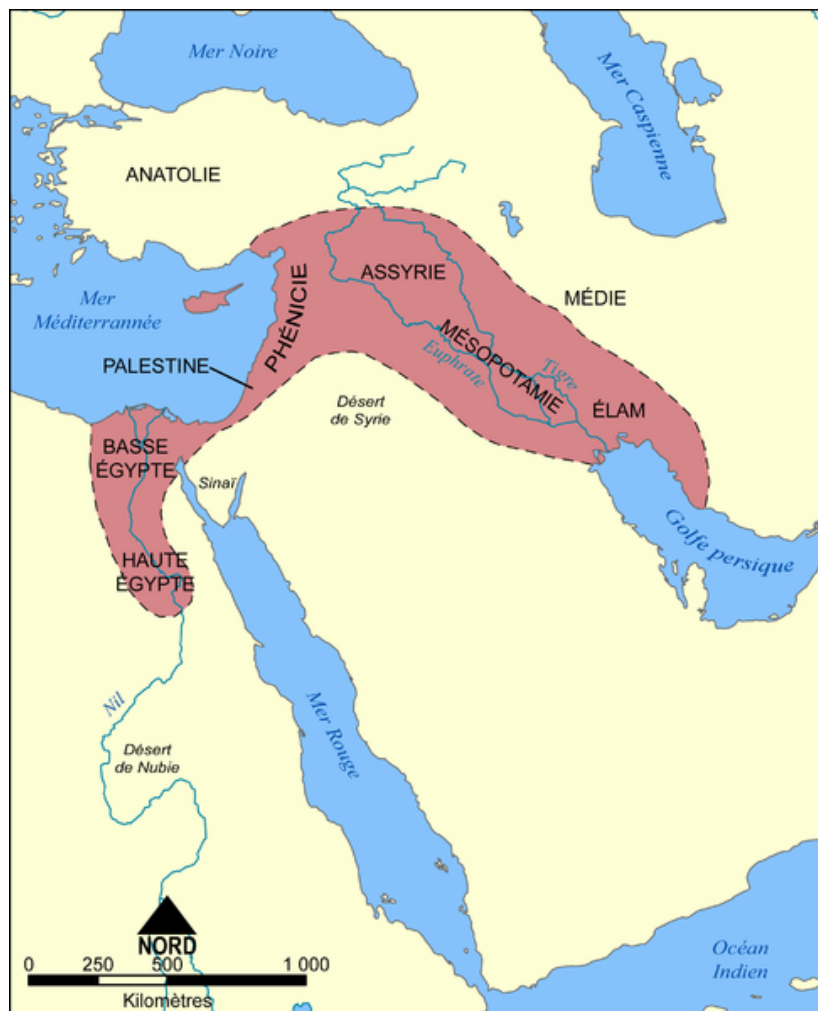 Mer Noire
Mer Caspienne
ANATOLIE
ASSYRIE
MÉDIE
PHÉNICIE
Mer
Méditerrannée
MÉSOPOTAMIE
Euphrate
Tigre
PALESTINE
ÉLAM
Désert
de Syrie
BASSE
ÉGYPTE
Sinaï
Golfe persique
HAUTE
ÉGYPTE
Nil
Mer Rouge
Désert
de Nubie
NORD
0 250 500 1 000
Kilomètres
Océan
Indien